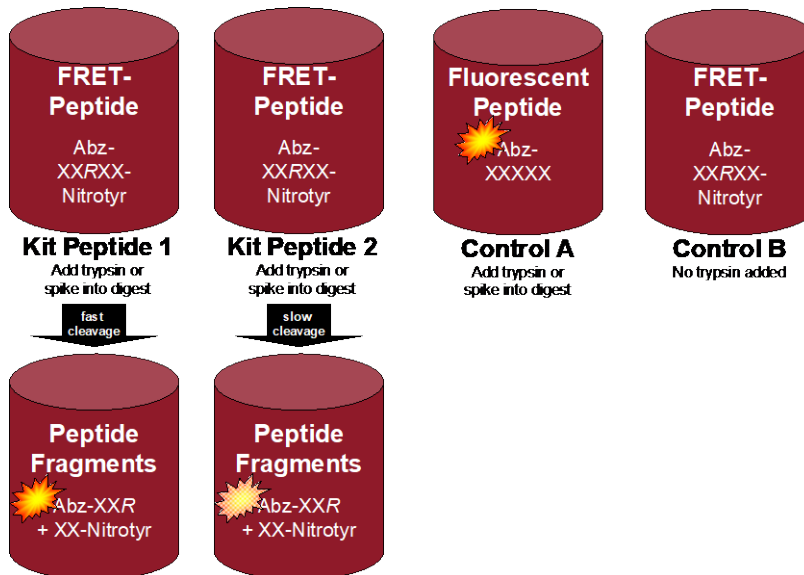 FRET-
Peptide
Abz-
XXRXX-
Nitrotyr
Kit Peptide 1
Add trypsin or
spike into digest
fast
cleavage
Peptide
Fragments
Abz-XXR
+ XX-Nitrotyr
FRET-
Peptide
Abz-
XXRXX-
Nitrotyr
Kit Peptide 2
Add trypsin or
spike into digest
slow
cleavage
Peptide
Fragments
Abz-XXR
+ XX-Nitrotyr
Fluorescent
Peptide
Abz-
XXXXX
Control A
Add trypsin or
spike into digest
FRET-
Peptide
Abz-
XXRXX-
Nitrotyr
Control B
No trypsin added